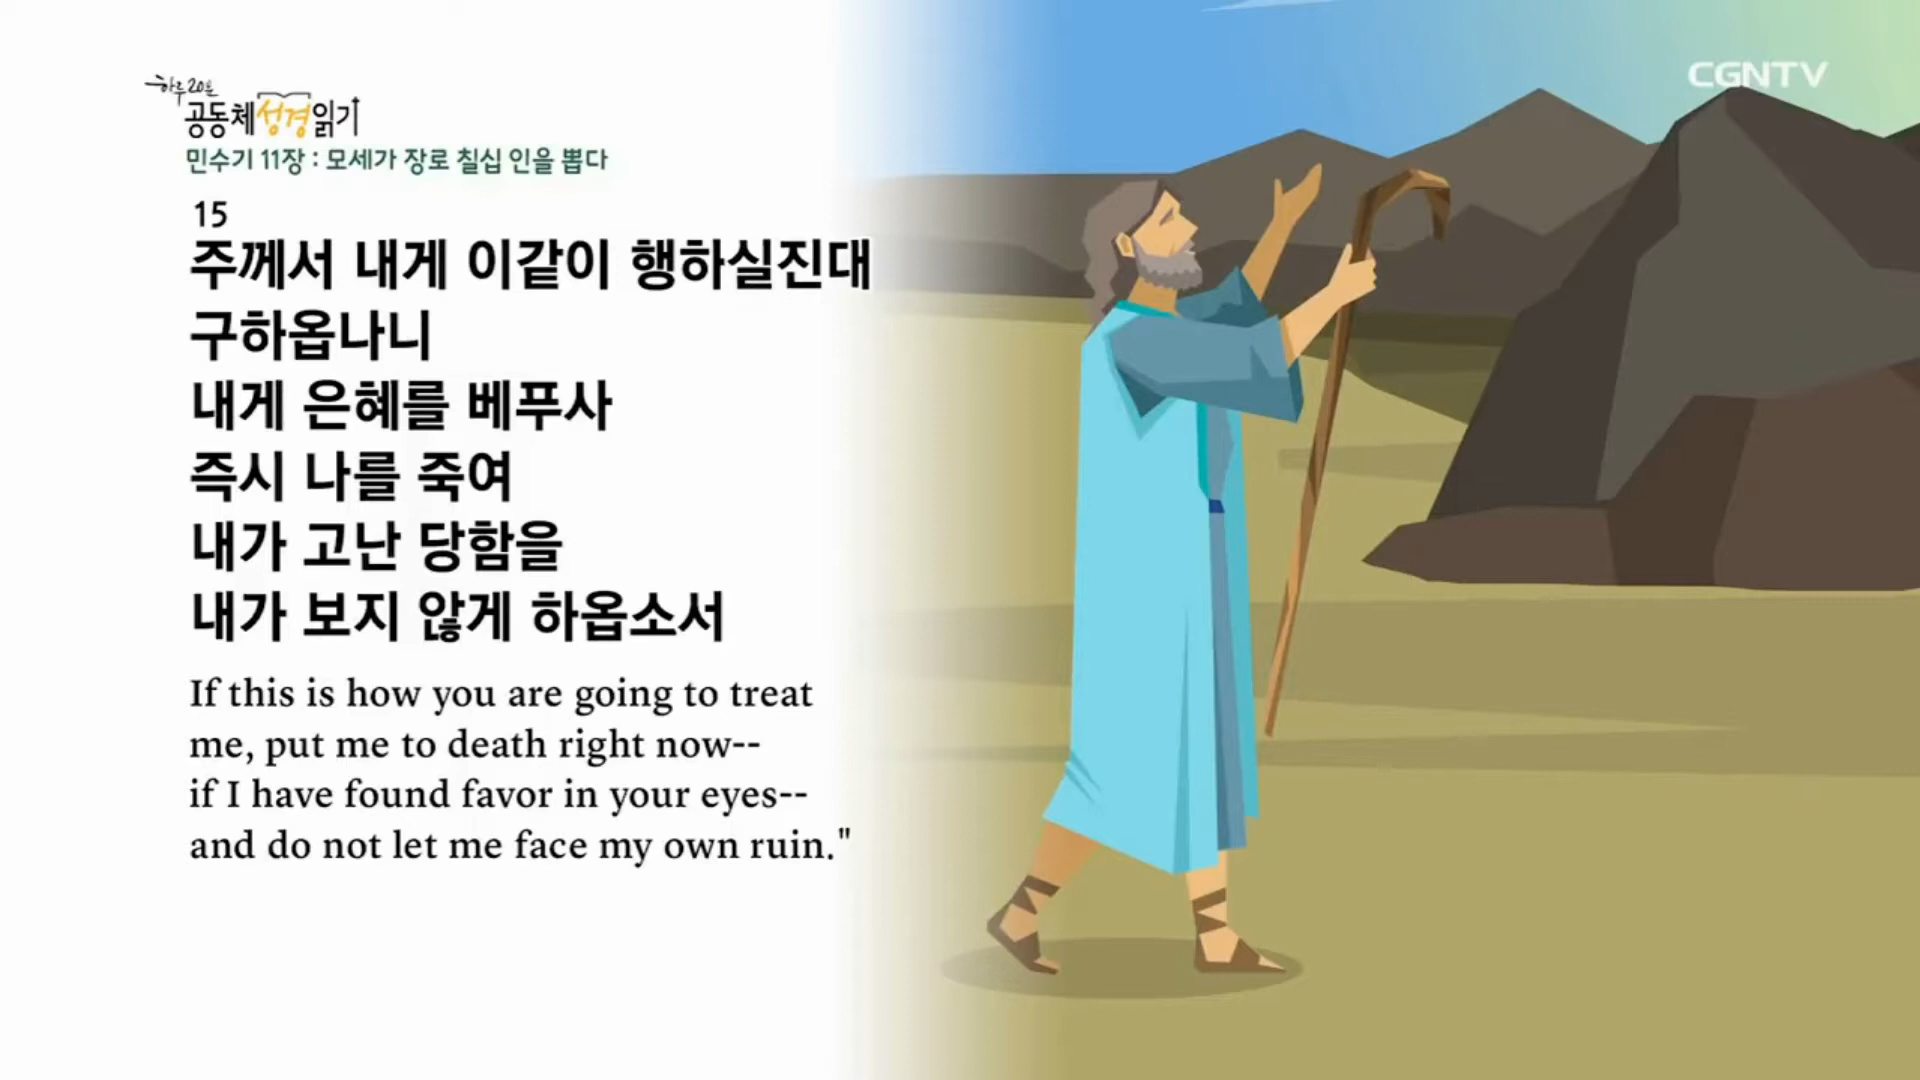 하루 20분
공동체 성경 읽기
CGNTV
민수기 11장 : 모세가 장로 칠십 인을 뽑다
15
주께서 내게 이같이 행하실진대
구하옵나니
내게 은혜를 베푸사
즉시 나를 죽여
내가 고난 당함을
내가 보지 않게 하옵소서
If this is how you are going to treat
me, put me to death right now--
if I have found favor in your eyes--
and do not let me face my own ruin."